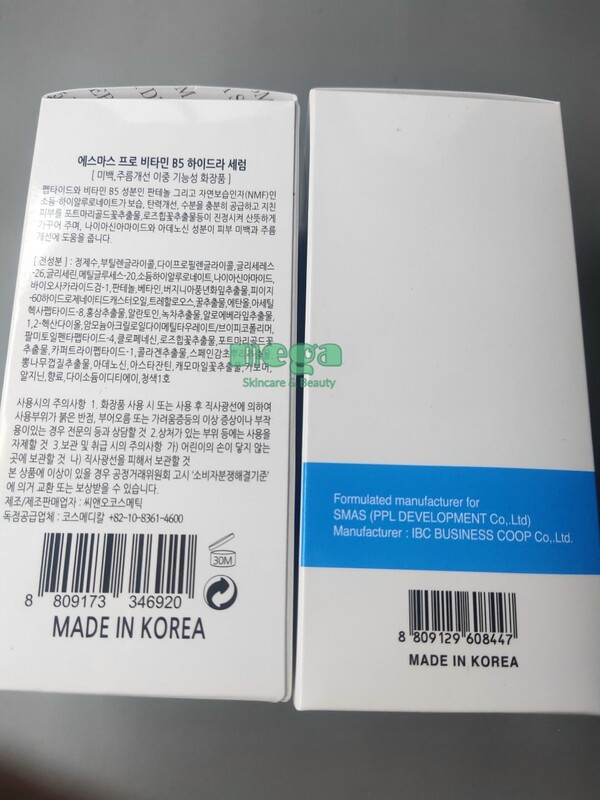 에스마스 프로 비타민 B5 하이드라 세럼
[ 미백,주름개선 이중 기능성 화장품 ]
펩타이드와 비타민 B5 성분인 판테놀 그리고 자연보습인자(NMF)인
소듐-하이알루로네이트가 보습, 탄력개선, 수분을 충분히 공급하고 지친
피부를 포트마리골드꽃추출물,로즈힙꽃추출물등이 진정시켜 산뜻하게
가꾸어 주며, 나이아신아마이드와 아데노신 성분이 피부 미백과 주름
개선에 도움을 줍니다.
[ 전성분 ] : 정제수,부틸렌글라이콜,다이프로필렌글라이콜,글리세레스
-26,글리세린,메틸글루세스-20,소듐하이알루로네이트,나이아신아마이드,
바이오사카라이드검-1,판테놀,베타인,버지니아풍년화잎추출물,피이지
-60하이드로제네이티드캐스터오일,트레할로오스,꿀추출물,에탄올,아세틸
헥사펩타이드-8,홍삼추출물,알란토인,녹차추출물,알로에베라잎추출물,
1,2-헥산다이올,암모늄아크릴로일다이메틸타우레이트/브이피코폴리머,
팔미토일펜타펩타이드-4,클로페네신,로즈힙꽃추출물,포트마리골드꽃
추출물,카퍼트라이펩타이드-1,콜라겐추출물,스페인감초
뽕나무껍질추출물,아데노신,아스타잔틴,캐모마일꽃추출물,카보머,
알지닌,향료,다이소듐이디티에이,청색1호
사용시의 주의사항 1. 화장품 사용 시 또는 사용 후 직사광선에 의하여
사용부위가 붉은 반점, 부어오름 또는 가려움증등의 이상 증상이나 부작
용이있는 경우 전문의 등과 상담할 것 2.상처가 있는 부위 등에는 사용을
자제할 것 3.보관 및 취급 시의 주의사항 가) 어린이의 손이 닿지 않는
곳에 보관할 것 나) 직사광선을 피해서 보관할 것
본 상품에 이상이 있을 경우 공정거래위원회 고시 '소비자분쟁해결기준'
에 의거 교환 또는 보상받을 수 있습니다.
제조/제조판매업자 : 씨앤오코스메틱
독점공급업체 : 코스메디칼 +82-10-8361-4600
30M
8 809173 346920
MADE IN KOREA
mega
Skincare & Beauty
Formulated manufacturer for
SMAS (PPL DEVELOPMENT Co,.Ltd)
Manufacturer : IBC BUSINESS COOP Co,.Ltd.
8 809129 608447
MADE IN KOREA